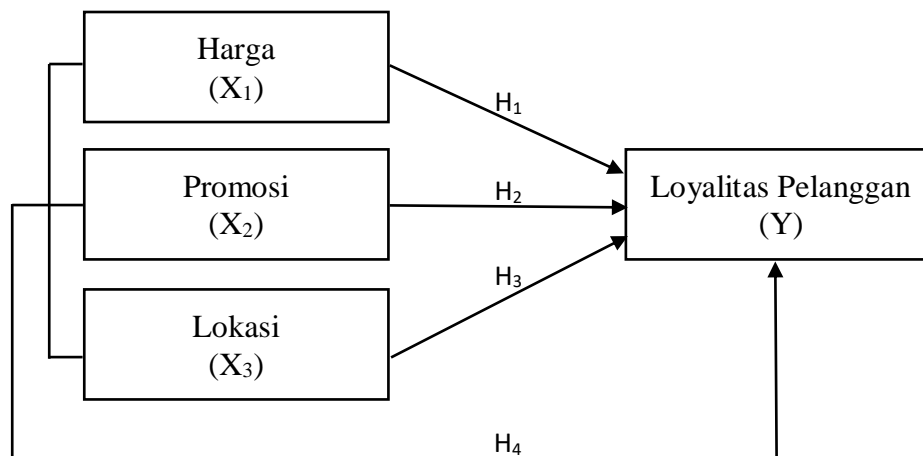 Harga
(X₁)
H₁
Promosi
(X₂)
H₂
Loyalitas Pelanggan
(Y)
H₃
Lokasi
(X₃)
H₄